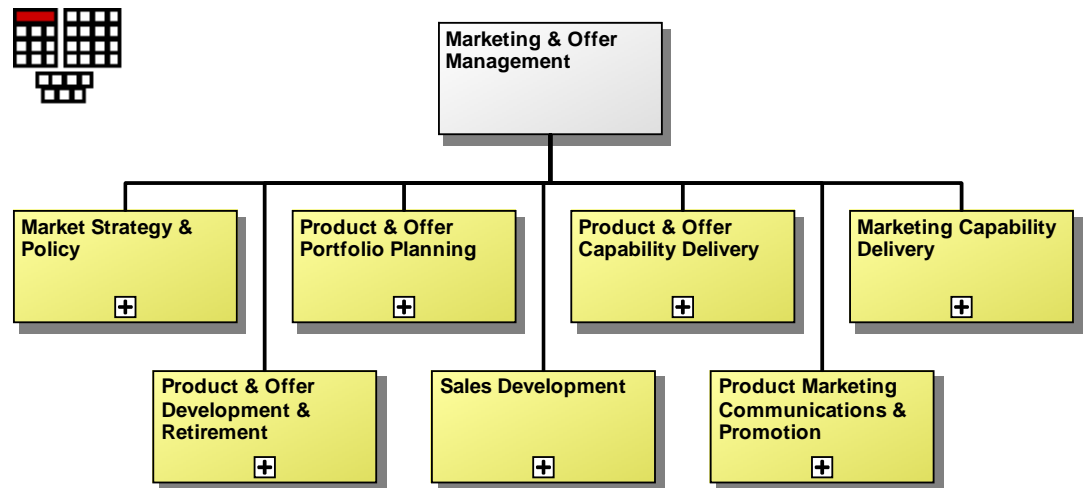 Marketing & Offer
Management
Market Strategy &
Policy
Product & Offer
Portfolio Planning
Product & Offer
Capability Delivery
Marketing Capability
Delivery
Product & Offer
Development &
Retirement
Sales Development
Product Marketing
Communications &
Promotion